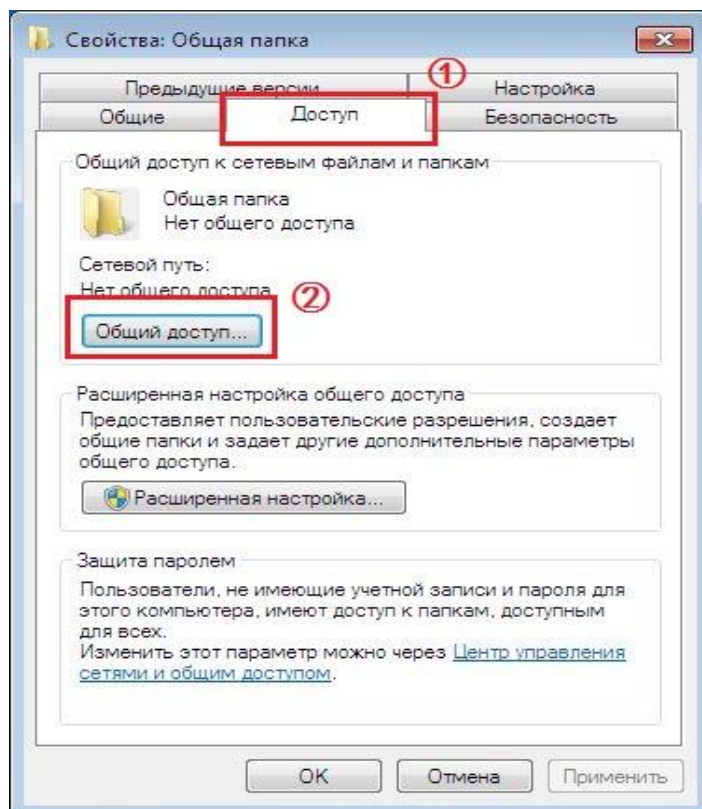 Свойства: Общая папка
①
Предыдущие версии
Настройка
Общие
Доступ
Безопасность
Общий доступ к сетевым файлам и папкам
Общая папка
Нет общего доступа
Сетевой путь:
Нет общего доступа
②
Общий доступ...
Расширенная настройка общего доступа
Предоставляет пользовательские разрешения, создает
общие папки и задает другие дополнительные параметры
общего доступа.
Расширенная настройка...
Защита паролем
Пользователи, не имеющие учетной записи и пароля для
этого компьютера, имеют доступ к папкам, доступным
для всех.
Изменить этот параметр можно через Центр управления
сетями и общим доступом.
OK
Отмена
Применить